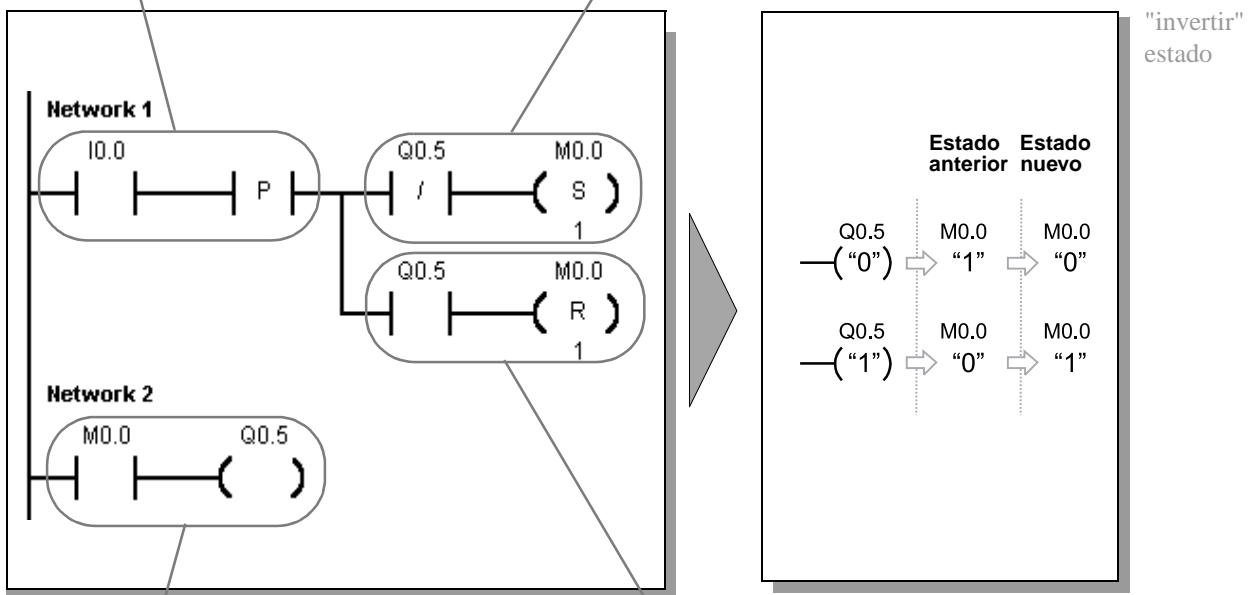 "invertir"
estado
Network 1
I0.0
P
Q0.5 M0.0
/ S
1
Q0.5 M0.0
R
1
Network 2
M0.0 Q0.5
Estado Estado
anterior nuevo
Q0.5 M0.0 M0.0
(“0”) “1” “0”
Q0.5 M0.0 M0.0
(“1”) “0” “1”